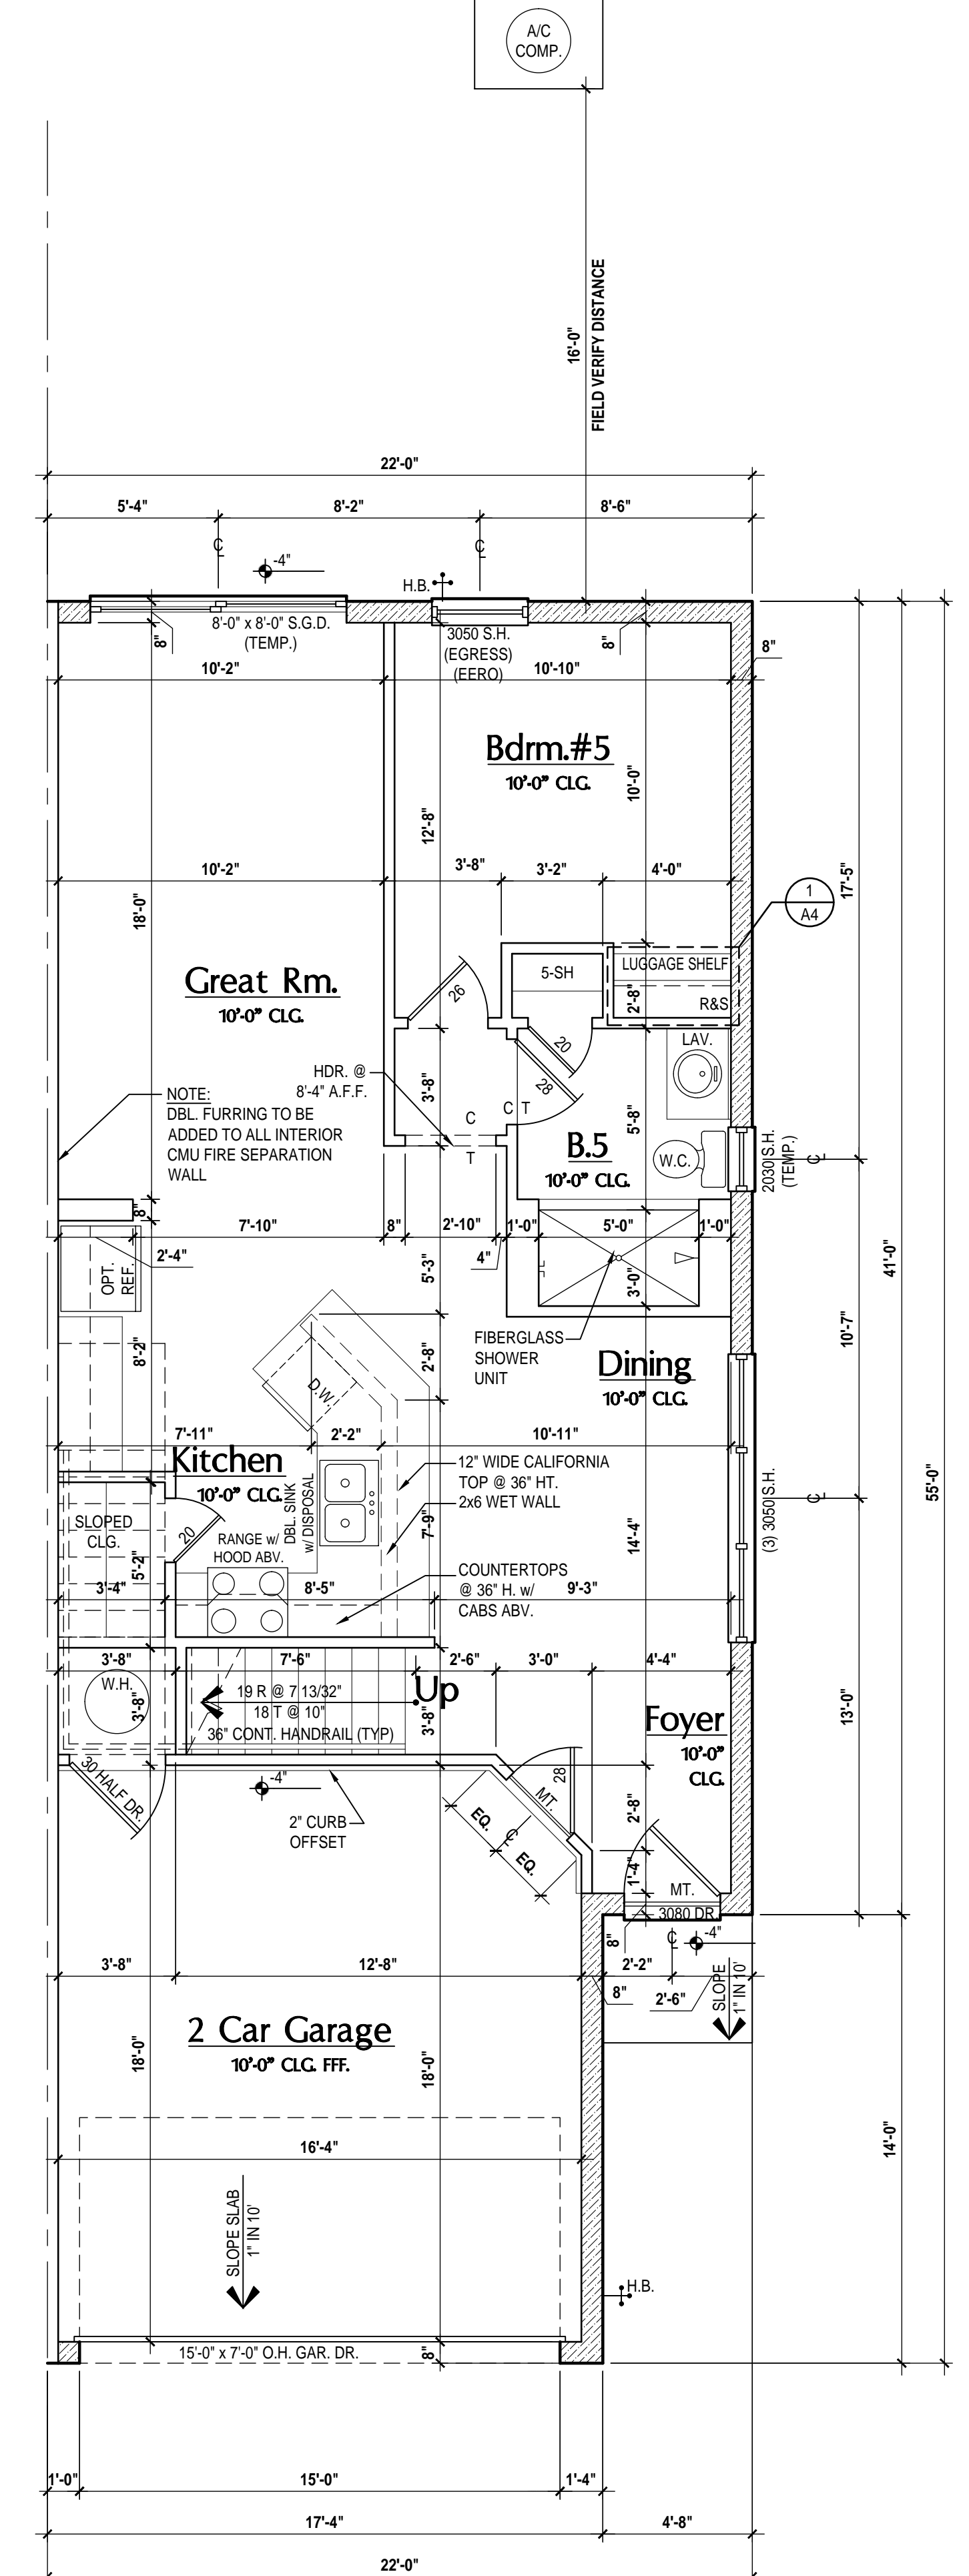 A/C
COMP.
16'-0"
FIELD VERIFY DISTANCE
22'-0"
5'-4"
8'-2"
8'-6"
-4"
H.B.
8'-0" x 8'-0" S.G.D.
(TEMP.)
3050 S.H.
(EGRESS)
(EERO)
8"
8"
8"
10'-2"
10'-10"
Bdrm.#5
10'-0" CLG.
10'-0"
12'-8"
10'-2"
3'-8"
3'-2"
4'-0"
17'-5"
1
A4
18'-0"
LUGGAGE SHELF
5-SH
Great Rm.
10'-0" CLG.
26
2'-8"
R&S
20
LAV.
HDR. @
8'-4" A.F.F.
28
3'-8"
NOTE:
DBL. FURRING TO BE
ADDED TO ALL INTERIOR
CMU FIRE SEPARATION
WALL
C
T
C T
5'-8"
B.5
10'-0" CLG.
W.C.
2030 S.H.
(TEMP.)
8"
7'-10"
8"
2'-10"
1'-0"
5'-0"
1'-0"
4"
2'-4"
OPT.
REF.
5'-3"
3'-0"
41'-0"
10'-7"
8'-2"
FIBERGLASS
SHOWER
UNIT
2'-8"
Dining
10'-0" CLG.
D.W.
7'-11"
2'-2"
10'-11"
Kitchen
10'-0" CLG.
12" WIDE CALIFORNIA
TOP @ 36" HT.
2x6 WET WALL
DBL. SINK
w/ DISPOSAL
7'-9"
14'-4"
(3) 3050 S.H.
55'-0"
SLOPED
CLG.
20
RANGE w/
HOOD ABV.
5'-2"
COUNTERTOPS
@ 36" H. w/
CABS ABV.
3'-4"
8'-5"
9'-3"
3'-8"
7'-6"
2'-6"
3'-0"
4'-4"
W.H.
3'-8"
19 R @ 7 13/32"
18 T @ 10"
36" CONT. HANDRAIL (TYP)
Up
3'-8"
Foyer
10'-0"
CLG.
13'-0"
30 HALF DR.
-4"
2" CURB
OFFSET
28
MT.
EQ.
EQ.
2'-8"
1'-4"
MT.
3080 DR.
8"
-4"
3'-8"
12'-8"
2'-2"
8"
2'-6"
SLOPE
1" IN 10'
2 Car Garage
10'-0" CLG. FFF.
18'-0"
18'-0"
16'-4"
14'-0"
SLOPE SLAB
1" IN 10'
H.B.
15'-0" x 7'-0" O.H. GAR. DR.
8"
1'-0"
15'-0"
1'-4"
17'-4"
4'-8"
22'-0"